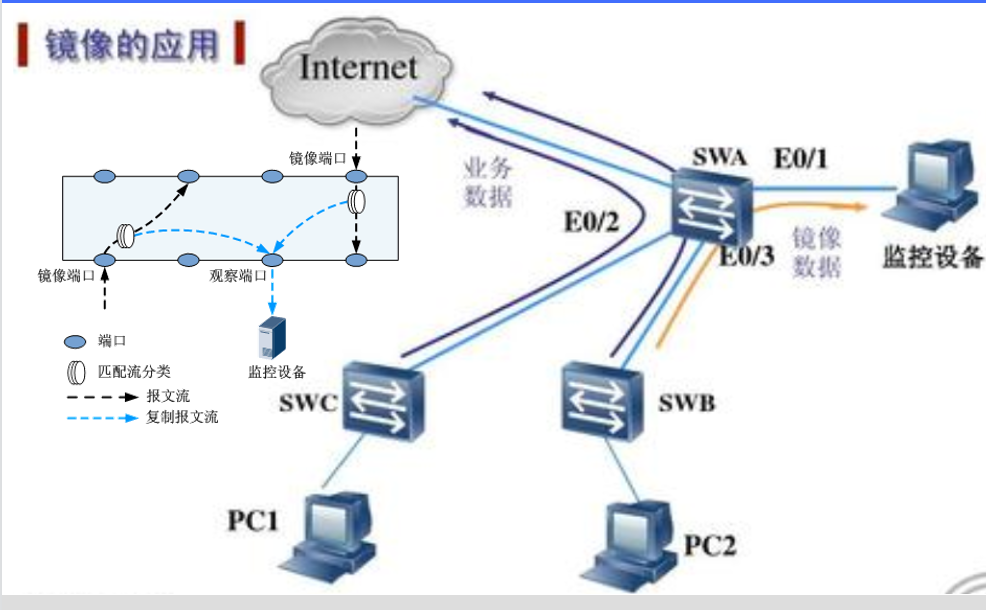 镜像的应用
Internet
镜像端口
镜像端口
观察端口
端口
匹配流分类
监控设备
报文流
复制报文流
业务
数据
SWA
E0/1
E0/2
E0/3
镜像
数据
监控设备
SWC
SWB
PC1
PC2